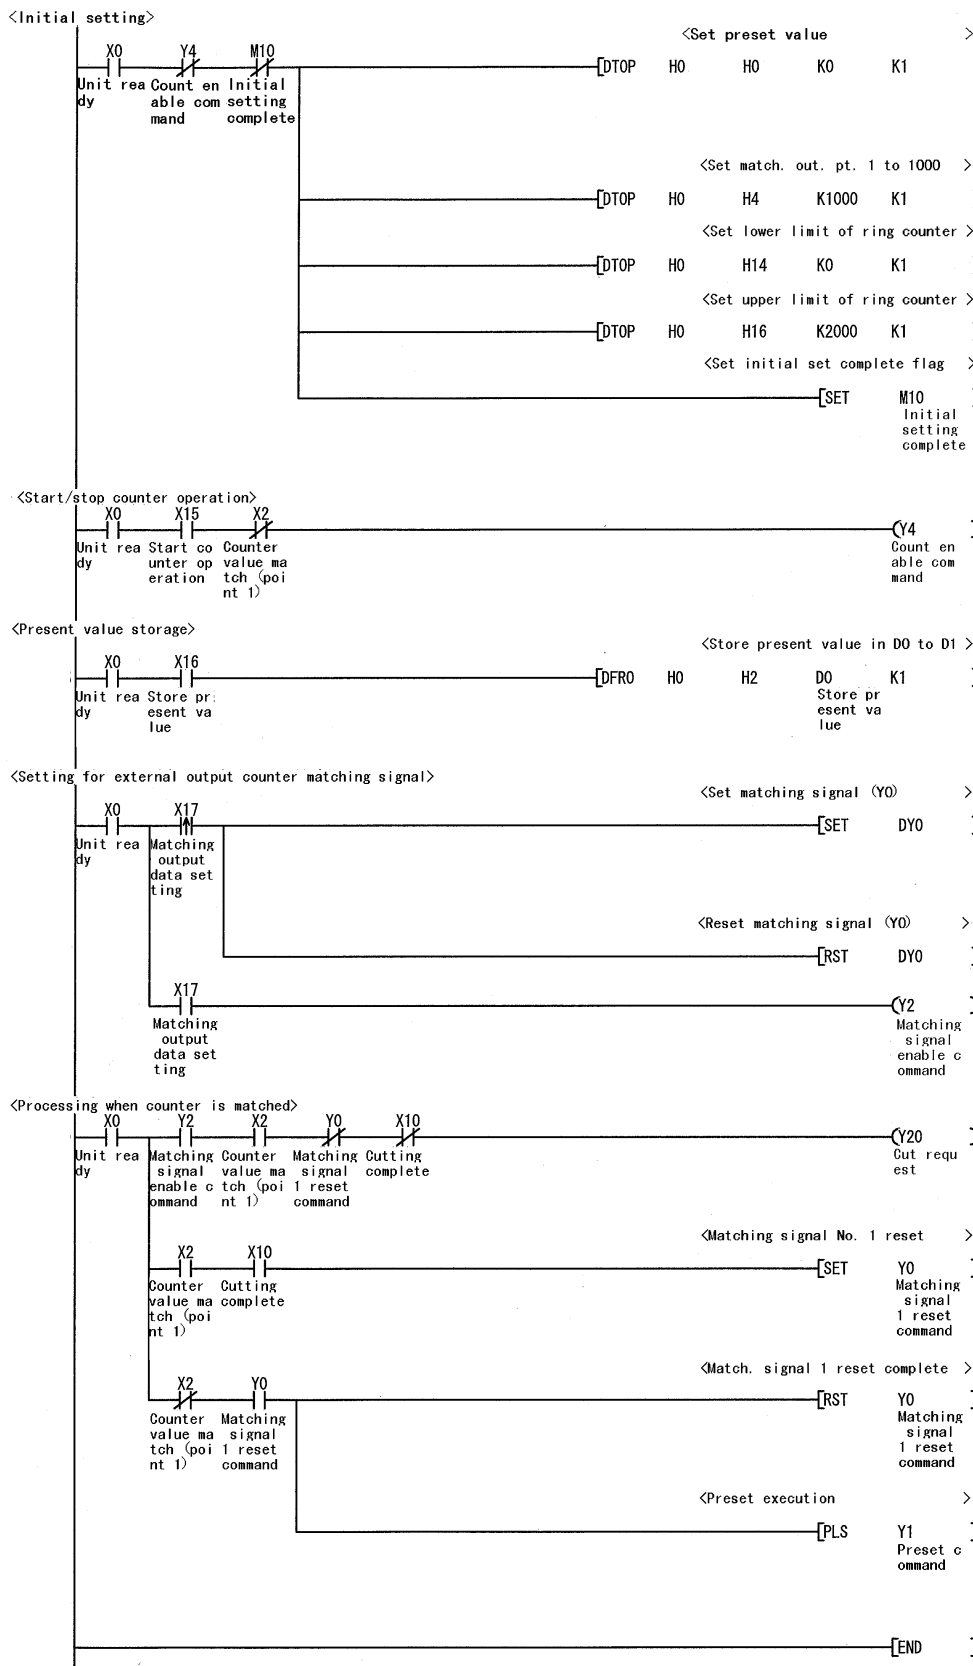 <Initial setting>
<Set preset value >
X0 Y4 M10
[DTOP H0 H0 K0 K1
Unit rea Count en Initial
dy able com setting
mand complete
<Set match. out. pt. 1 to 1000 >
[DTOP H0 H4 K1000 K1
<Set lower limit of ring counter >
[DTOP H0 H14 K0 K1
<Set upper limit of ring counter >
[DTOP H0 H16 K2000 K1
<Set initial set complete flag >
[SET M10
Initial
setting
complete
<Start/stop counter operation>
X0 X15 X2
(Y4 ]
Unit rea Start co Counter Count en
dy unter op value ma able com
eration tch (poi mand
nt 1)
<Present value storage>
<Store present value in D0 to D1 >
X0 X16
[DFRO H0 H2 D0 K1 ]
Unit rea Store pr Store pr
dy esent va esent va
lue lue
<Setting for external output counter matching signal>
<Set matching signal (Y0) >
X0 X17
[SET DY0 ]
Unit rea Matching
dy output
data set
ting
<Reset matching signal (Y0) >
[RST DY0 ]
X17
(Y2 ]
Matching Matching
output signal
data set enable c
ting ommand
<Processing when counter is matched>
X0 Y2 X2 Y0 X10
(Y20 ]
Unit rea Matching Counter Matching Cutting Cut requ
dy signal value ma signal complete est
enable c tch (poi 1 reset
ommand nt 1) command
<Matching signal No. 1 reset >
X2 X10
[SET Y0 ]
Counter Cutting Matching
value ma complete signal
tch (poi 1 reset
nt 1) command
<Match. signal 1 reset complete >
X2 Y0
[RST Y0 ]
Counter Matching Matching
value ma signal signal
tch (poi 1 reset 1 reset
nt 1) command command
<Preset execution >
[PLS Y1 ]
Preset c
ommand
[END ]